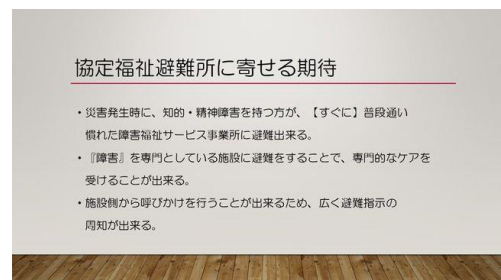 協定福祉避難所に寄せる期待
・災害発生時に、知的・精神障害を持つ方が、【すぐに】普段通い
慣れた障害福祉サービス事業所に避難出来る。
・『障害』を専門としている施設に避難をすることで、専門的なケアを
受けることが出来る。
・施設側から呼びかけを行うことが出来るため、広く避難指示の
周知が出来る。